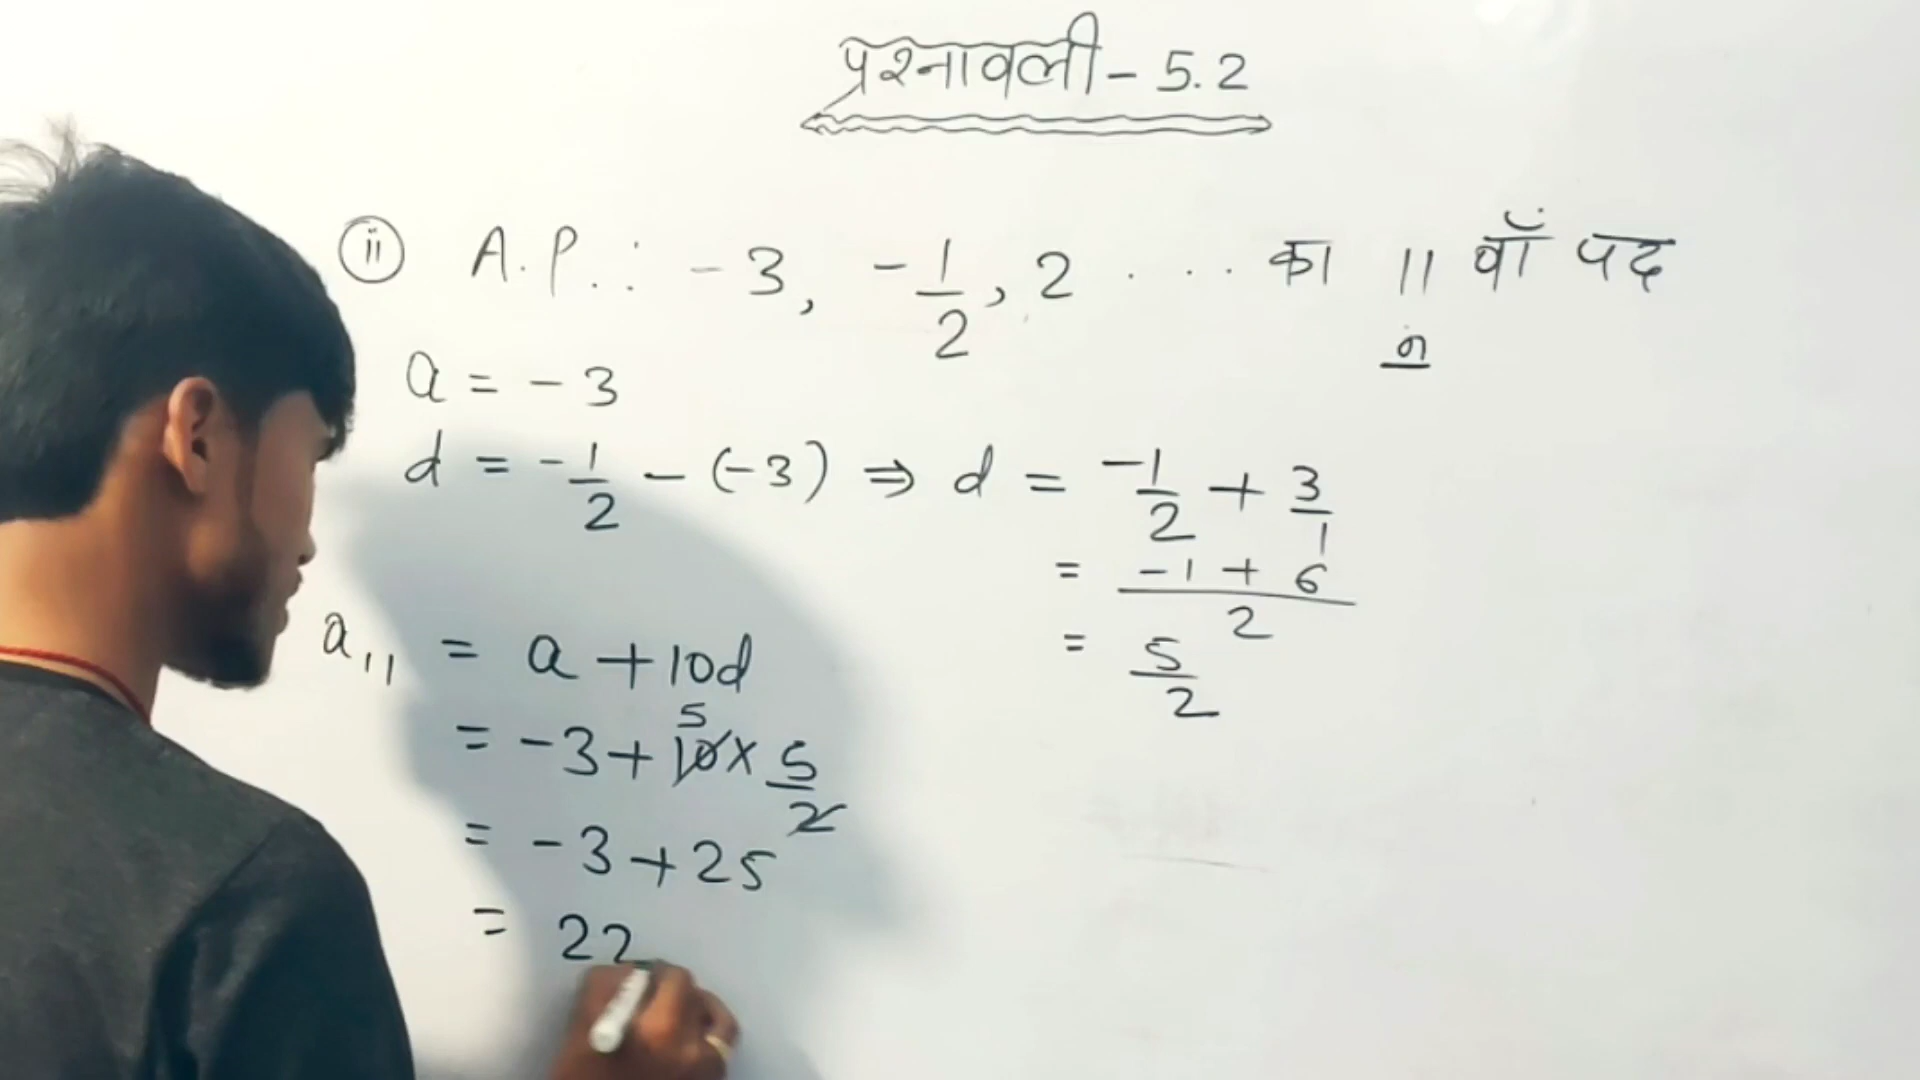 प्रश्नावली - 5.2
(ii) A.P. : -3, -1/2, 2 .... का 11 वाँ पद
n
a = -3
d = -1/2 - (-3) ⇒ d = -1/2 + 3/1
= (-1 + 6)/2
= 5/2
a₁₁ = a + 10d
5
= -3 + 10 × 5/2
= -3 + 25
= 22